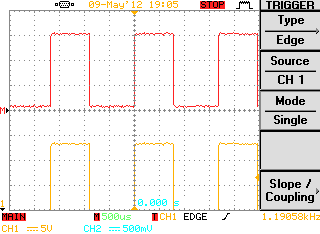 09-May'12 19:05 STOP
TRIGGER
Type
Edge
Source
CH 1
Mode
Single
Slope /
Coupling
M
1
0.000 s
MAIN M 500us T CH1 EDGE 1.19058kHz
CH1 5V CH2 500mV